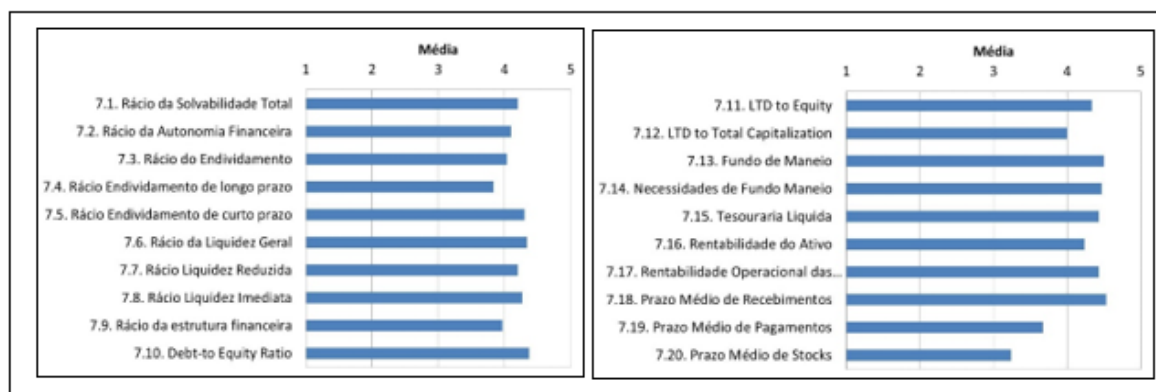 Média
1 2 3 4 5
7.1. Rácio da Solvabilidade Total
7.2. Rácio da Autonomia Financeira
7.3. Rácio do Endividamento
7.4. Rácio Endividamento de longo prazo
7.5. Rácio Endividamento de curto prazo
7.6. Rácio da Liquidez Geral
7.7. Rácio Liquidez Reduzida
7.8. Rácio Liquidez Imediata
7.9. Rácio da estrutura financeira
7.10. Debt-to Equity Ratio
Média
1 2 3 4 5
7.11. LTD to Equity
7.12. LTD to Total Capitalization
7.13. Fundo de Maneio
7.14. Necessidades de Fundo Maneio
7.15. Tesouraria Liquida
7.16. Rentabilidade do Ativo
7.17. Rentabilidade Operacional das...
7.18. Prazo Médio de Recebimentos
7.19. Prazo Médio de Pagamentos
7.20. Prazo Médio de Stocks